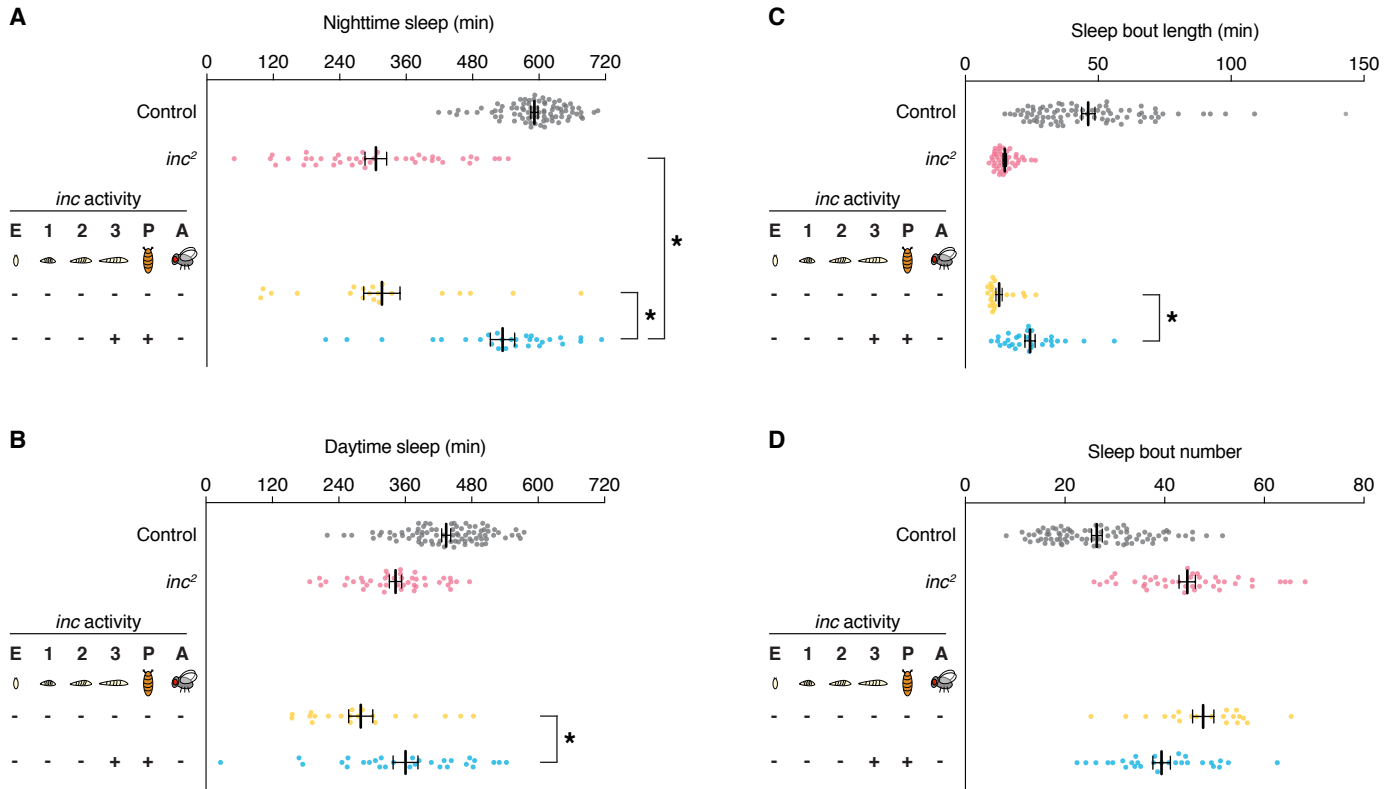 A
Nighttime sleep (min)
0 120 240 360 480 600 720
Control
inc²
inc activity
E 1 2 3 P A
- - - - - -
*
- - - + + -
*
B
Daytime sleep (min)
0 120 240 360 480 600 720
Control
inc²
inc activity
E 1 2 3 P A
- - - - - -
*
- - - + + -
C
Sleep bout length (min)
0 50 100 150
Control
inc²
inc activity
E 1 2 3 P A
- - - - - -
*
- - - + + -
D
Sleep bout number
0 20 40 60 80
Control
inc²
inc activity
E 1 2 3 P A
- - - - - -
- - - + + -